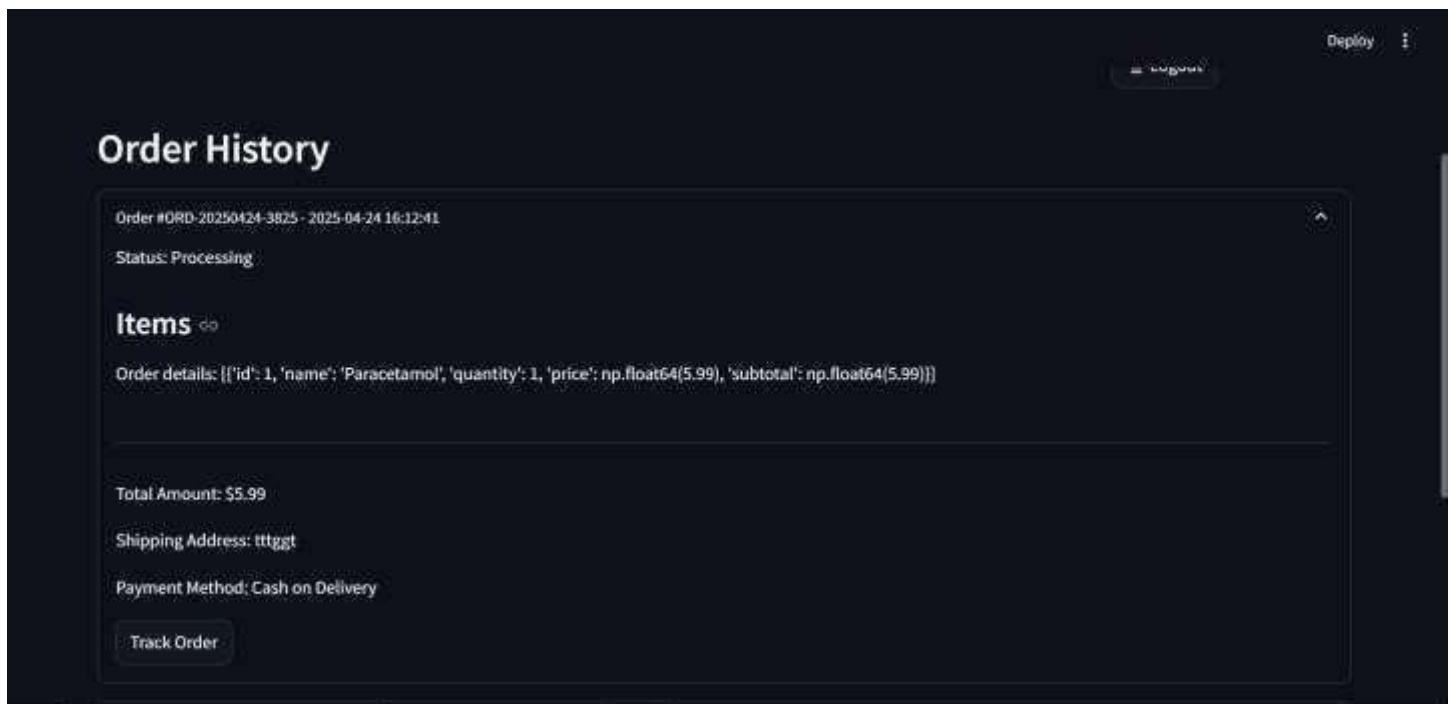 Deploy
Logout
Order History
Order #ORD-20250424-3825 - 2025-04-24 16:12:41
Status: Processing
Items
Order details: [{'id': 1, 'name': 'Paracetamol', 'quantity': 1, 'price': np.float64(5.99), 'subtotal': np.float64(5.99)}]
Total Amount: $5.99
Shipping Address: tttggt
Payment Method: Cash on Delivery
Track Order